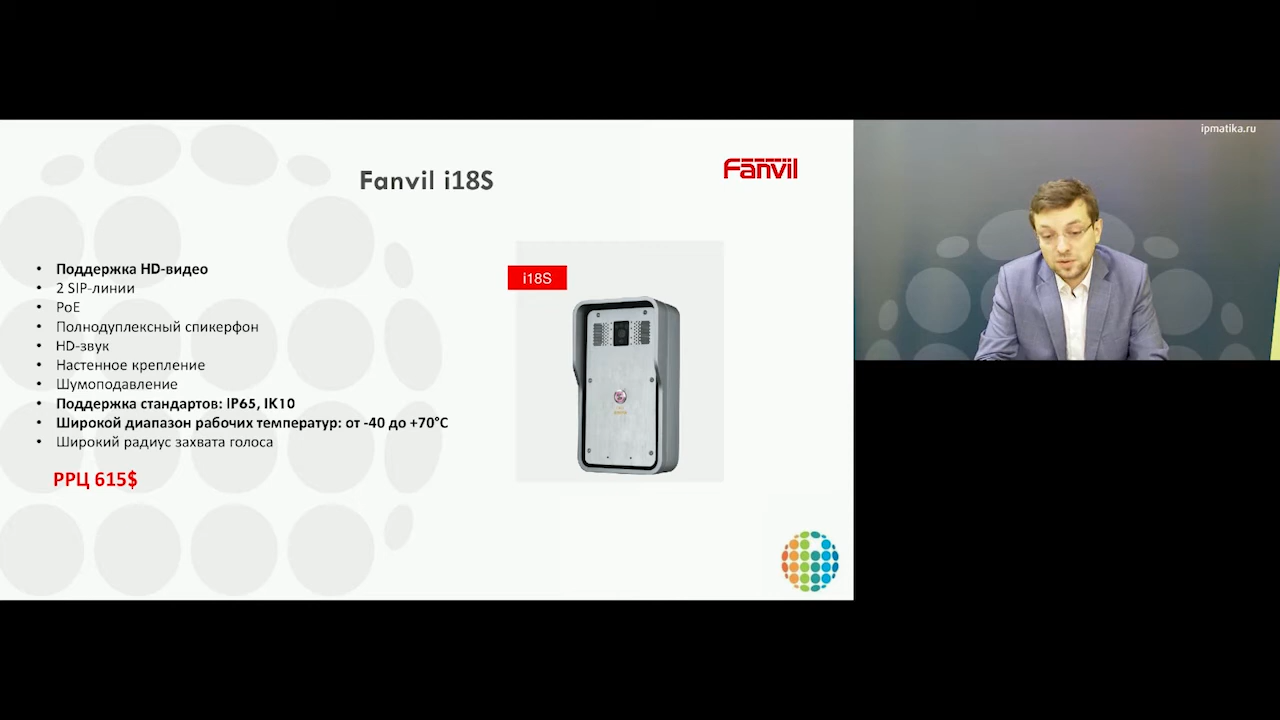 Fanvil i18S
Fanvil
ipmatika.ru
• Поддержка HD-видео
• 2 SIP-линии
• PoE
• Полнодуплексный спикерфон
• HD-звук
• Настенное крепление
• Шумоподавление
• Поддержка стандартов: IP65, IK10
• Широкой диапазон рабочих температур: от -40 до +70°С
• Широкий радиус захвата голоса
РРЦ 615$
i18S